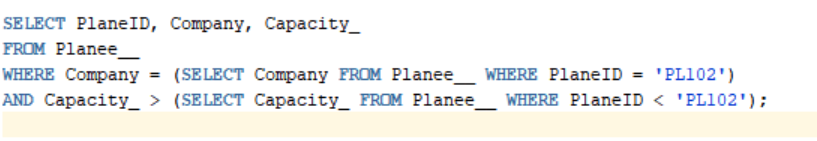 SELECT PlaneID, Company, Capacity_
FROM Planee__
WHERE Company = (SELECT Company FROM Planee__ WHERE PlaneID = 'PL102')
AND Capacity_ > (SELECT Capacity_ FROM Planee__ WHERE PlaneID < 'PL102');